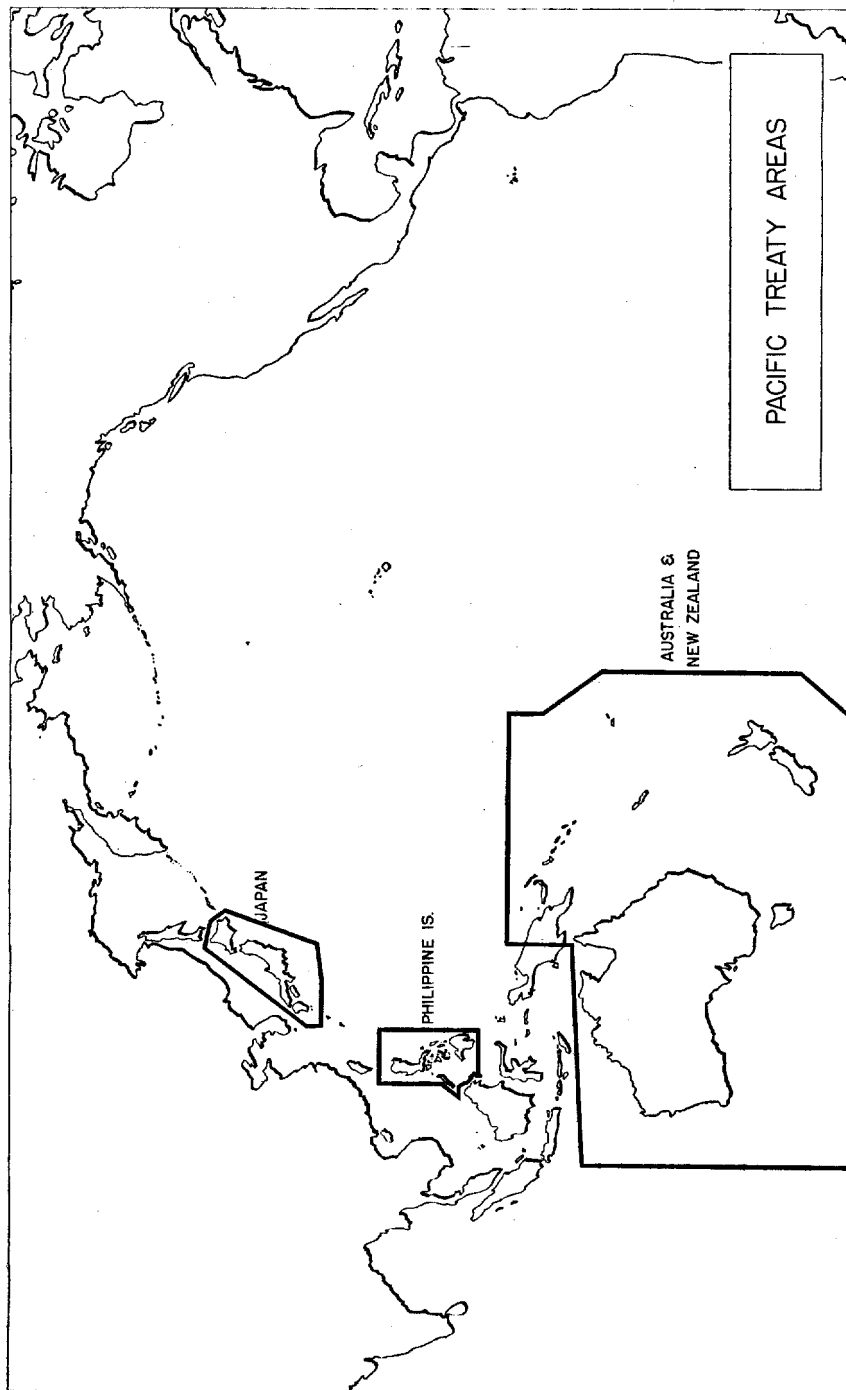 PACIFIC TREATY AREAS
JAPAN
PHILIPPINE IS.
AUSTRALIA &
NEW ZEALAND